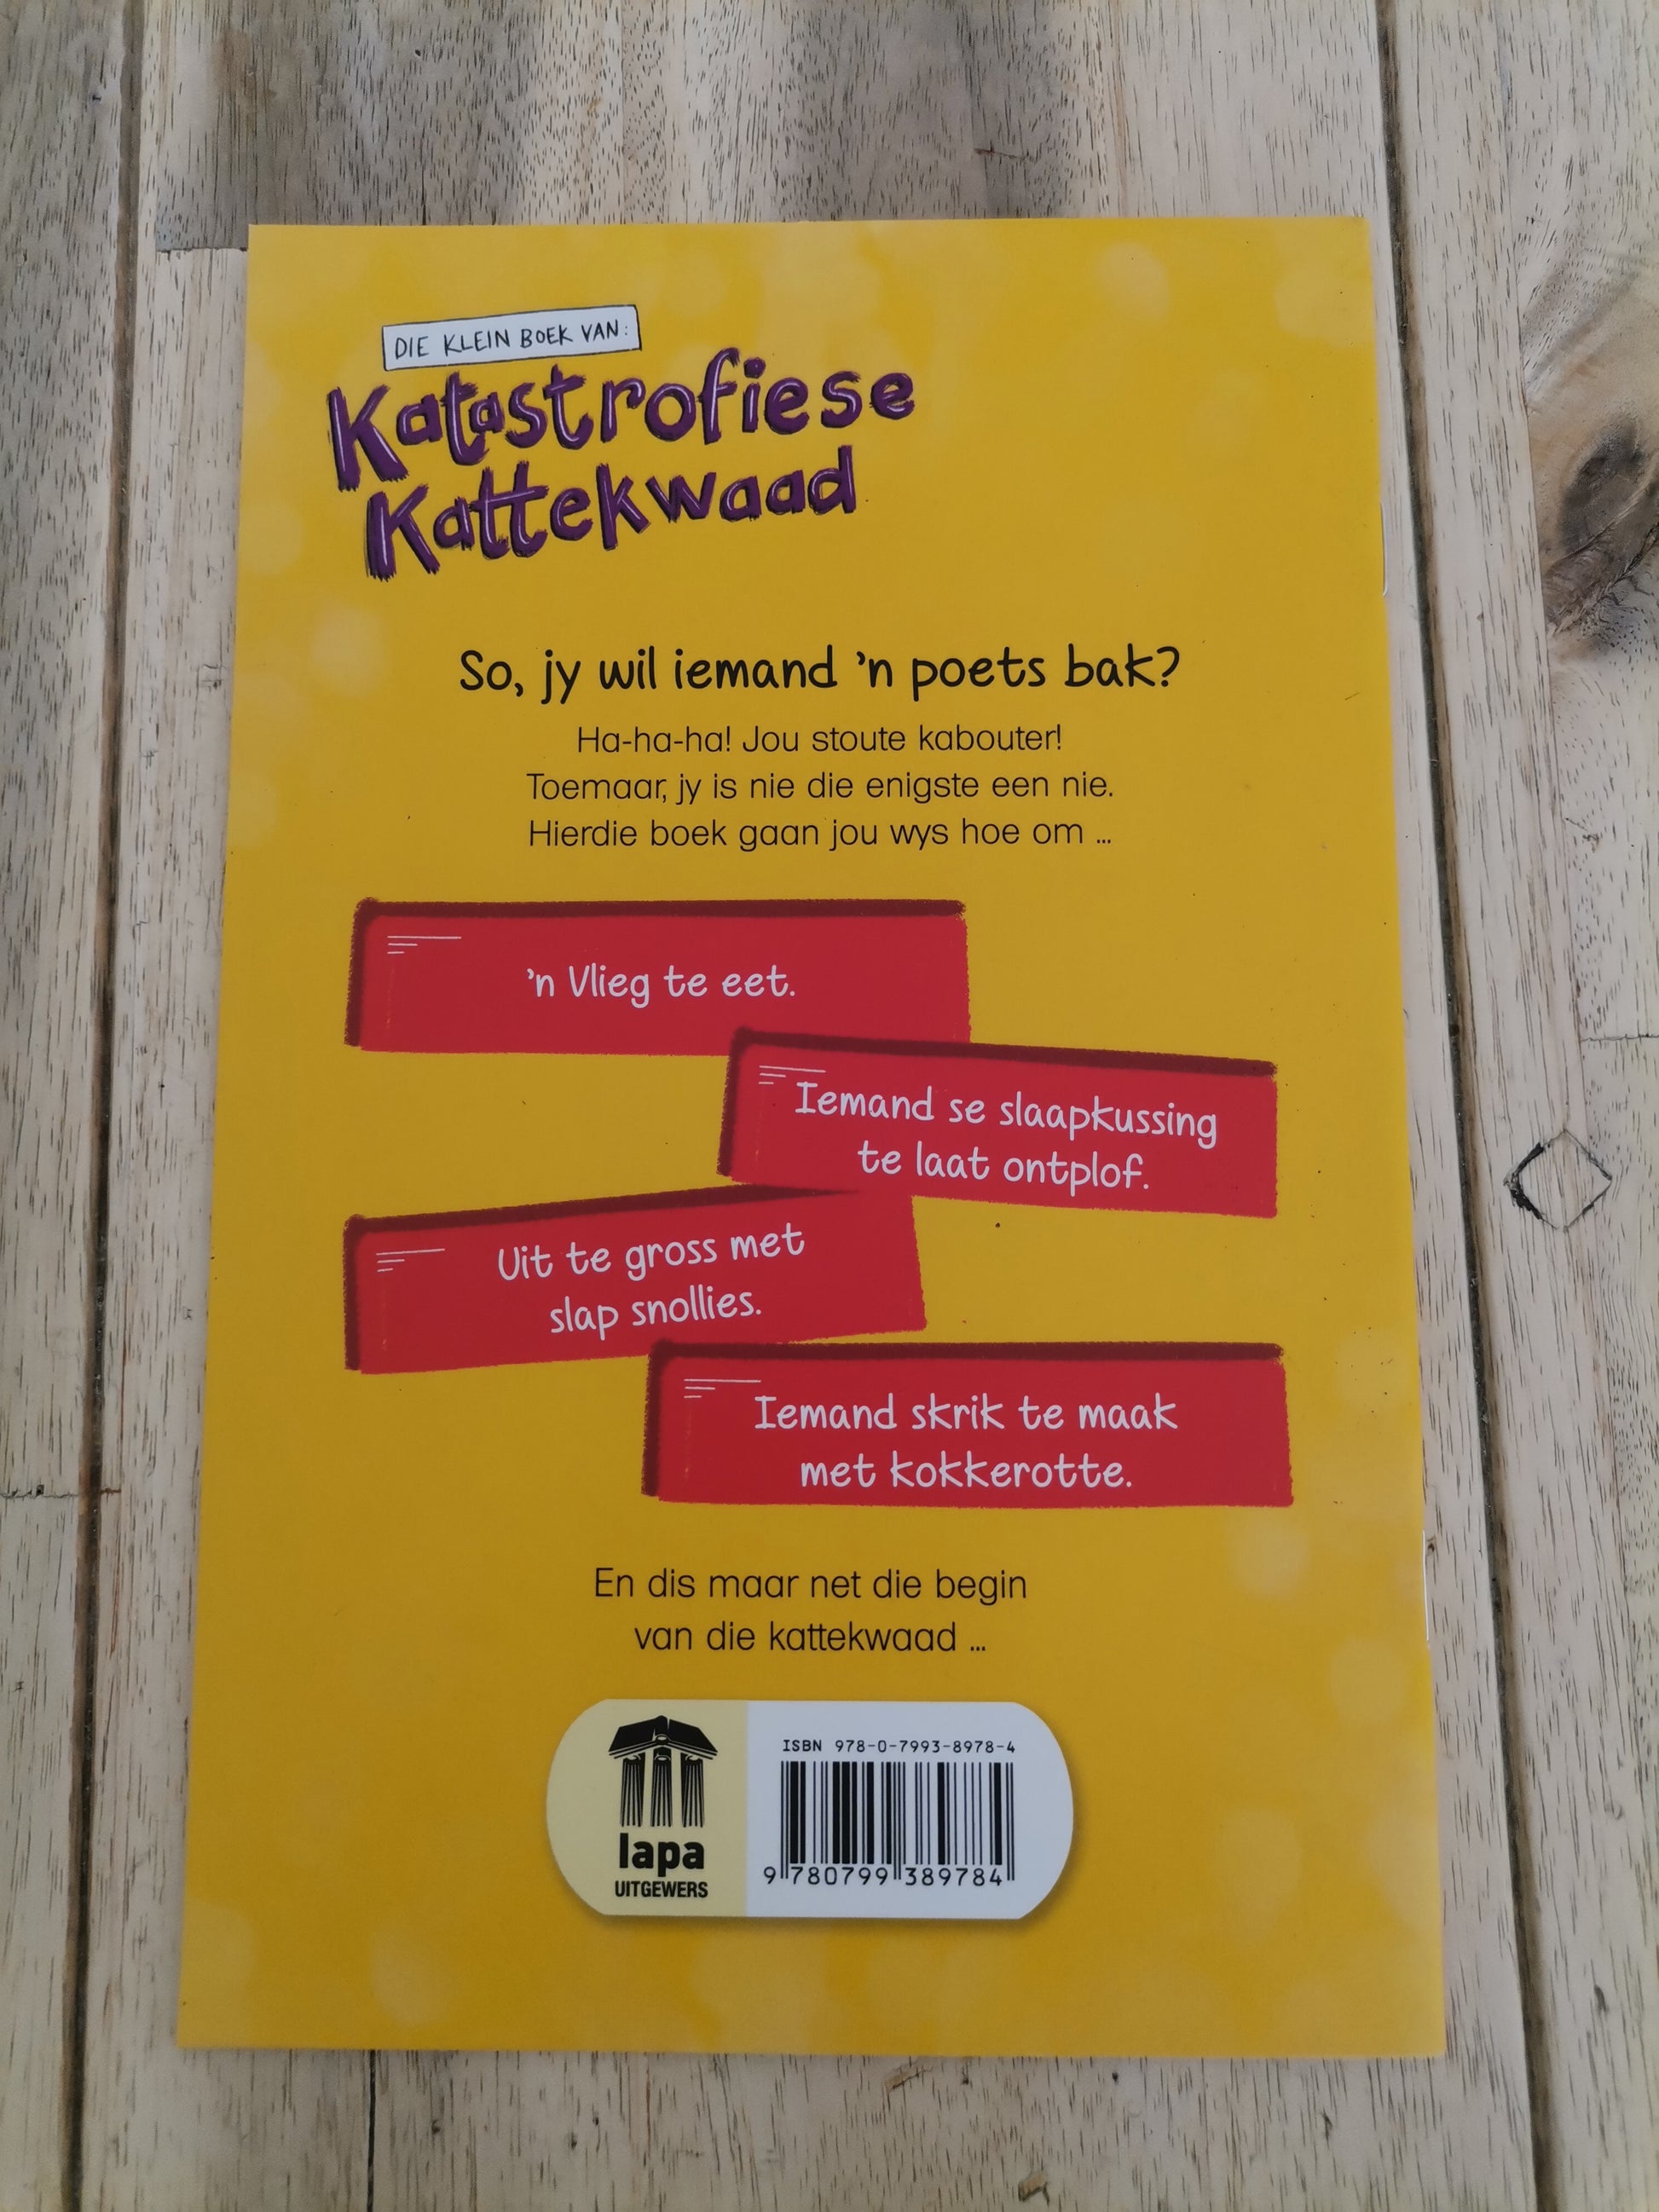 DIE KLEIN BOEK VAN:
Katastrofiese
Kattekwaad
So, jy wil iemand 'n poets bak?
Ha-ha-ha! Jou stoute kabouter!
Toemaar, jy is nie die enigste een nie.
Hierdie boek gaan jou wys hoe om ...
'n Vlieg te eet.
Iemand se slaapkussing
te laat ontplof.
Uit te gross met
slap snollies.
Iemand skrik te maak
met kokkerotte.
En dis maar net die begin
van die kattekwaad ...
lapa
UITGEWERS
ISBN 978-0-7993-8978-4
9 780799 389784